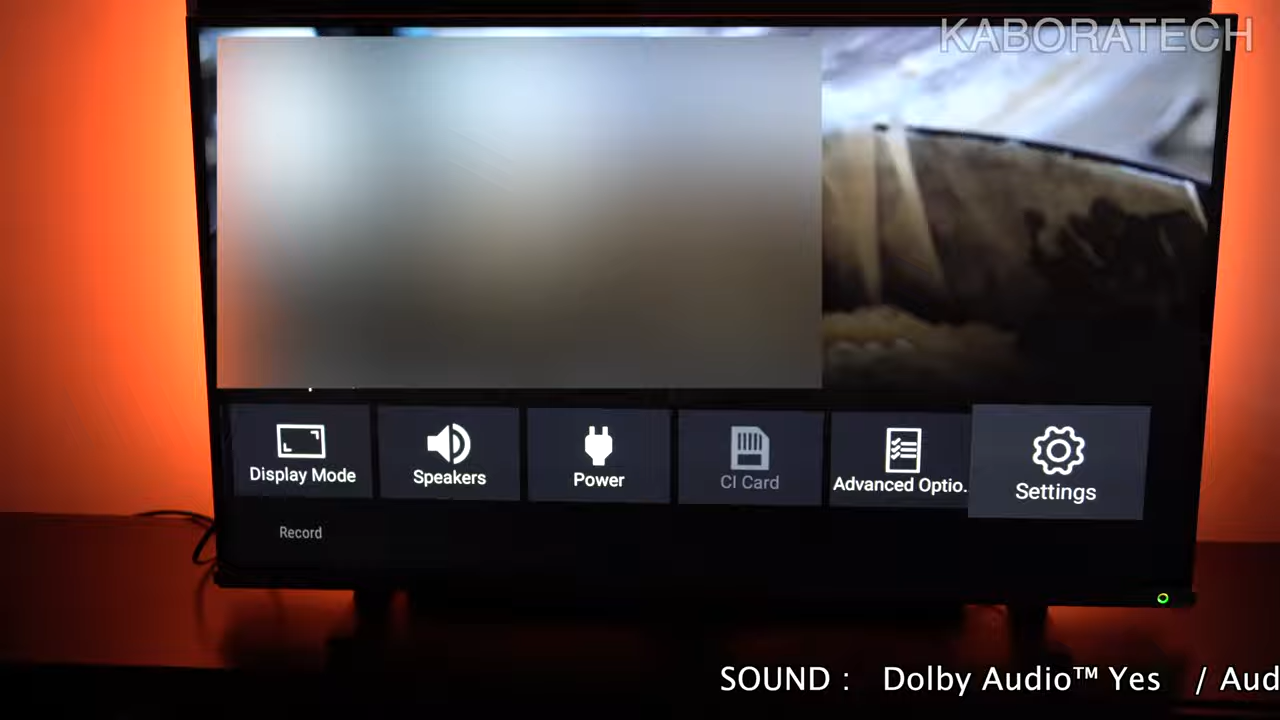 KABORATECH
Display Mode
Speakers
Power
CI Card
Advanced Optio..
Settings
Record
SOUND : Dolby Audio™ Yes / Aud